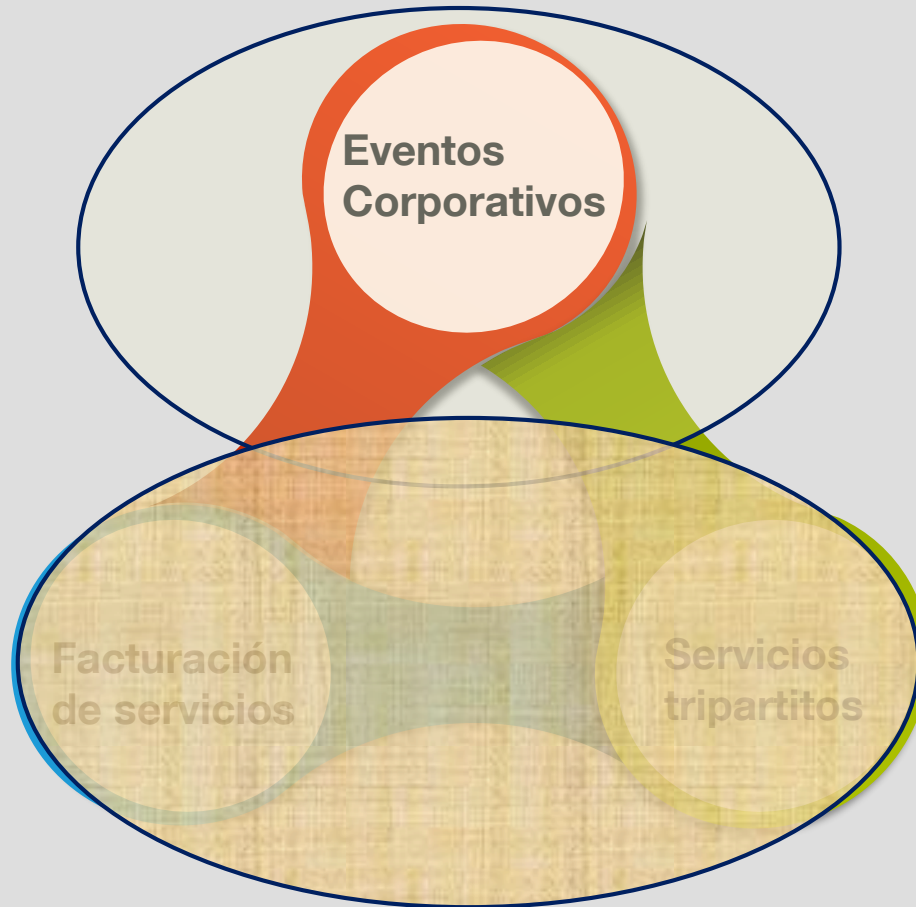 Eventos
Corporativos
Facturación
de servicios
Servicios
tripartitos